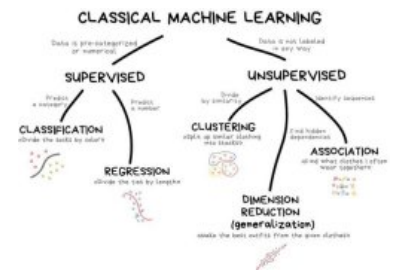 CLASSICAL MACHINE LEARNING
Data is pre-categorized
or numerical
Data is not labeled
in any way
SUPERVISED
UNSUPERVISED
Predict
a category
Predict
a number
Divide
by similarity
Identify sequences
Find hidden
dependencies
CLASSIFICATION
«Divide the socks by color»
CLUSTERING
«Split up similar clothing
into stacks»
ASSOCIATION
«Find what clothes I often
wear together»
REGRESSION
«Divide the ties by length»
DIMENSION
REDUCTION
(generalization)
«Make the best outfits from the given clothes»